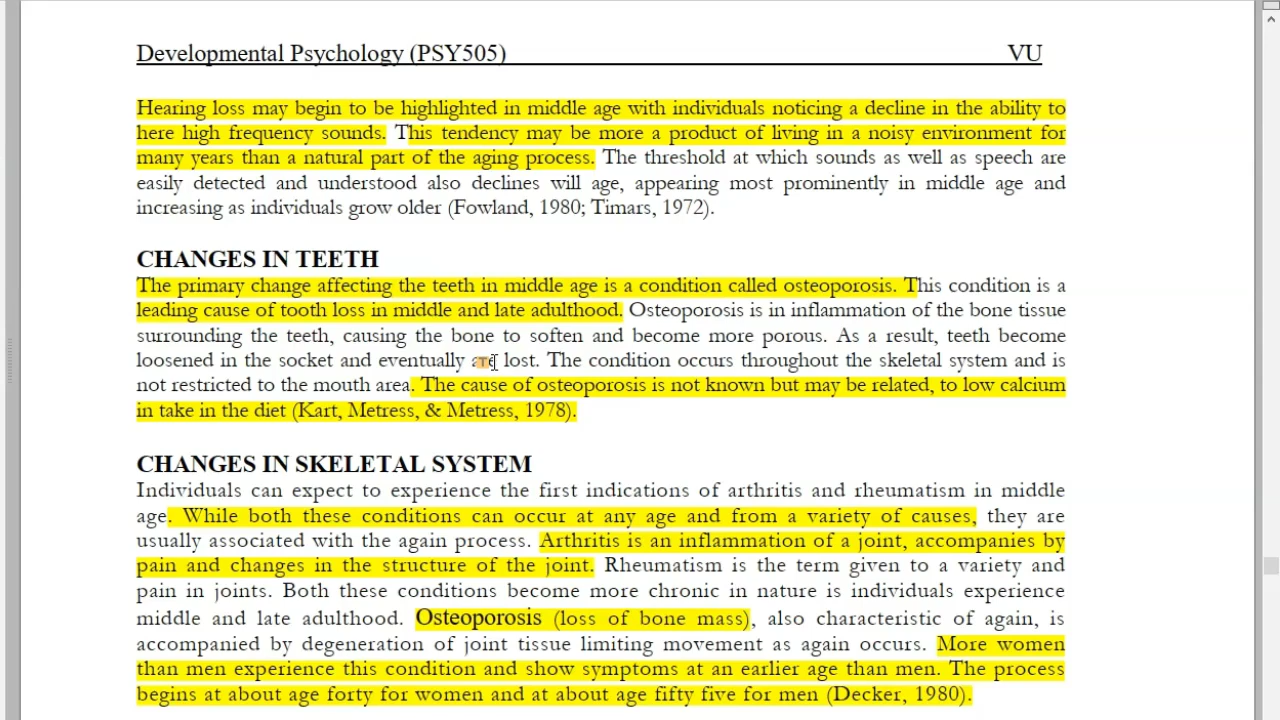 Developmental Psychology (PSY505) VU
Hearing loss may begin to be highlighted in middle age with individuals noticing a decline in the ability to
here high frequency sounds. This tendency may be more a product of living in a noisy environment for
many years than a natural part of the aging process. The threshold at which sounds as well as speech are
easily detected and understood also declines will age, appearing most prominently in middle age and
increasing as individuals grow older (Fowland, 1980; Timars, 1972).
CHANGES IN TEETH
The primary change affecting the teeth in middle age is a condition called osteoporosis. This condition is a
leading cause of tooth loss in middle and late adulthood. Osteoporosis is in inflammation of the bone tissue
surrounding the teeth, causing the bone to soften and become more porous. As a result, teeth become
loosened in the socket and eventually are lost. The condition occurs throughout the skeletal system and is
not restricted to the mouth area. The cause of osteoporosis is not known but may be related, to low calcium
in take in the diet (Kart, Metress, & Metress, 1978).
CHANGES IN SKELETAL SYSTEM
Individuals can expect to experience the first indications of arthritis and rheumatism in middle
age. While both these conditions can occur at any age and from a variety of causes, they are
usually associated with the again process. Arthritis is an inflammation of a joint, accompanies by
pain and changes in the structure of the joint. Rheumatism is the term given to a variety and
pain in joints. Both these conditions become more chronic in nature is individuals experience
middle and late adulthood. Osteoporosis (loss of bone mass), also characteristic of again, is
accompanied by degeneration of joint tissue limiting movement as again occurs. More women
than men experience this condition and show symptoms at an earlier age than men. The process
begins at about age forty for women and at about age fifty five for men (Decker, 1980).